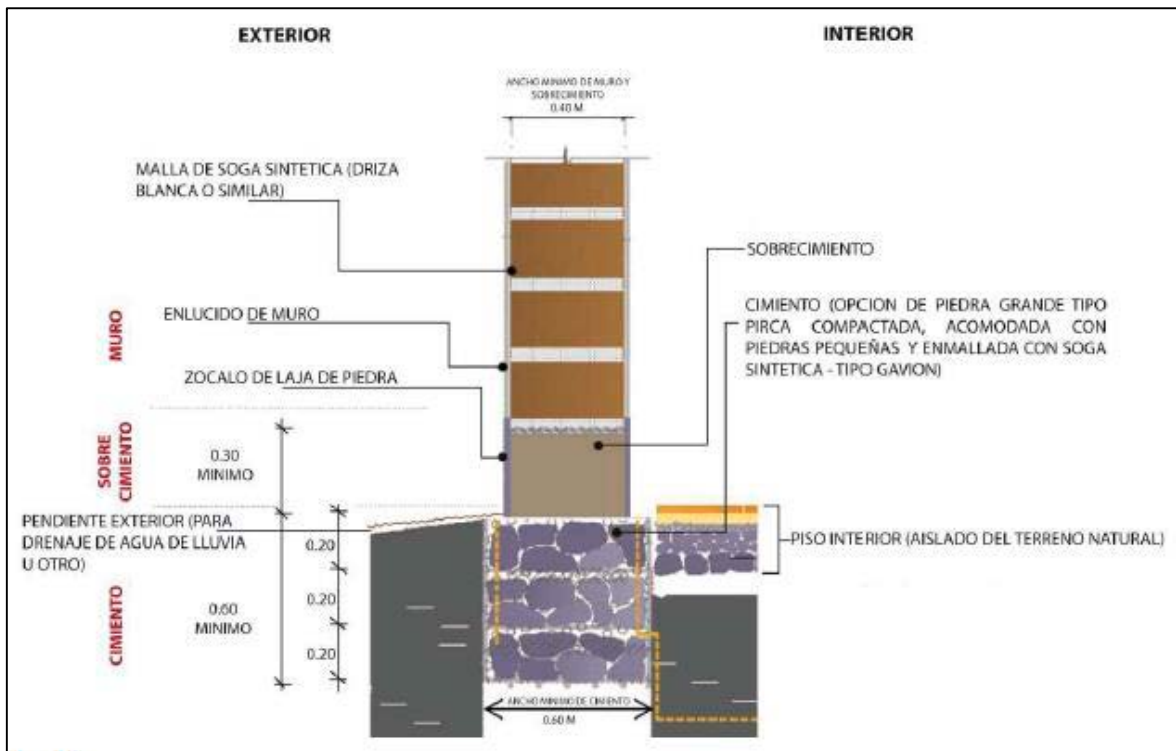 EXTERIOR
INTERIOR
ANCHO MINIMO DE MURO Y
SOBRECIMIENTO
0.40 M
MALLA DE SOGA SINTETICA (DRIZA
BLANCA O SIMILAR)
SOBRECIMIENTO
CIMIENTO (OPCION DE PIEDRA GRANDE TIPO
PIRCA COMPACTADA, ACOMODADA CON
PIEDRAS PEQUEÑAS Y ENMALLADA CON SOGA
SINTETICA - TIPO GAVION)
MURO
ENLUCIDO DE MURO
ZOCALO DE LAJA DE PIEDRA
SOBRE
CIMIENTO
0.30
MINIMO
PENDIENTE EXTERIOR (PARA
DRENAJE DE AGUA DE LLUVIA
U OTRO)
PISO INTERIOR (AISLADO DEL TERRENO NATURAL)
CIMIENTO
0.60
MINIMO
0.20
0.20
0.20
ANCHO MINIMO DE CIMIENTO
0.60 M